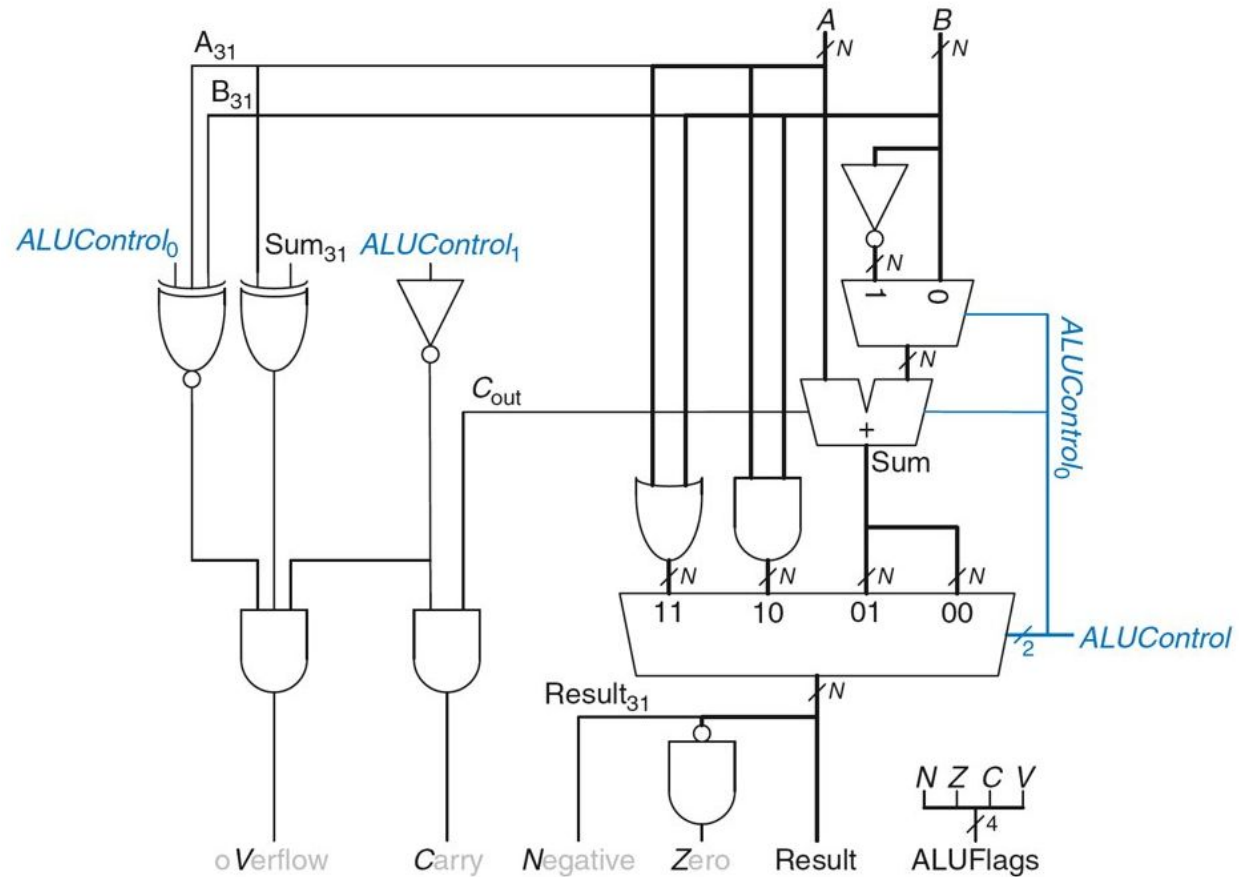 A B
N N
A31
B31
ALUControl0 Sum31 ALUControl1
N
1 0
N
ALUControl0
Cout
+
Sum
N N N N
11 10 01 00
2 ALUControl
N
Result31
N Z C V
4
oVerflow Carry Negative Zero Result ALUFlags